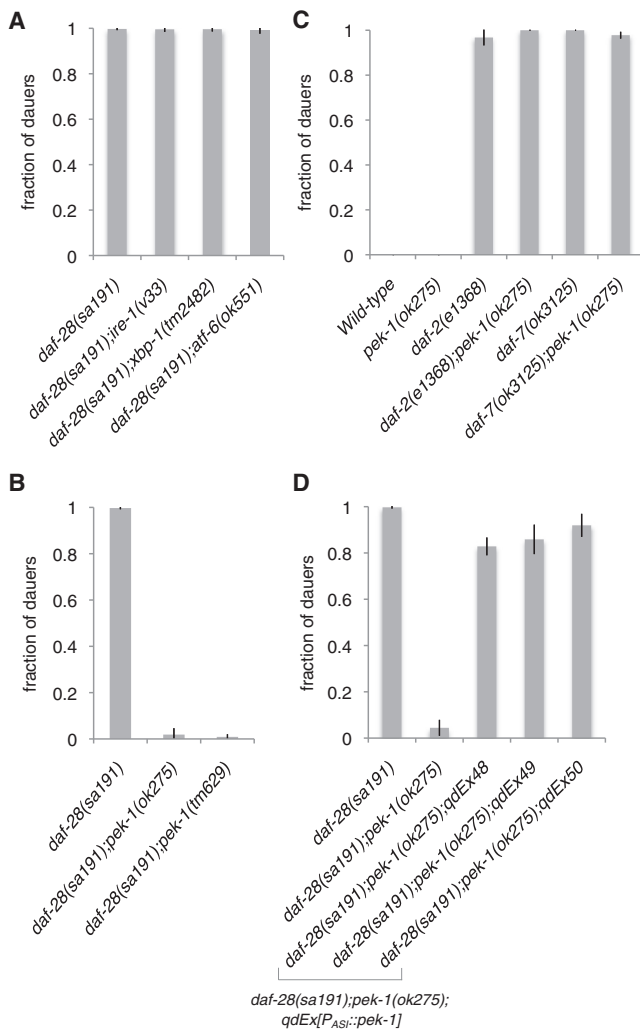 A
fraction of dauers
1
0.8
0.6
0.4
0.2
0
daf-28(sa191)
daf-28(sa191);ire-1(v33)
daf-28(sa191);xbp-1(tm2482)
daf-28(sa191);atf-6(ok551)
C
fraction of dauers
1
0.8
0.6
0.4
0.2
0
Wild-type
pek-1(ok275)
daf-2(e1368)
daf-2(e1368);pek-1(ok275)
daf-7(ok3125)
daf-7(ok3125);pek-1(ok275)
B
fraction of dauers
1
0.8
0.6
0.4
0.2
0
daf-28(sa191)
daf-28(sa191);pek-1(ok275)
daf-28(sa191);pek-1(tm629)
D
fraction of dauers
1
0.8
0.6
0.4
0.2
0
daf-28(sa191)
daf-28(sa191);pek-1(ok275)
daf-28(sa191);pek-1(ok275);qdEx48
daf-28(sa191);pek-1(ok275);qdEx49
daf-28(sa191);pek-1(ok275);qdEx50
daf-28(sa191);pek-1(ok275);
qdEx[PASI::pek-1]